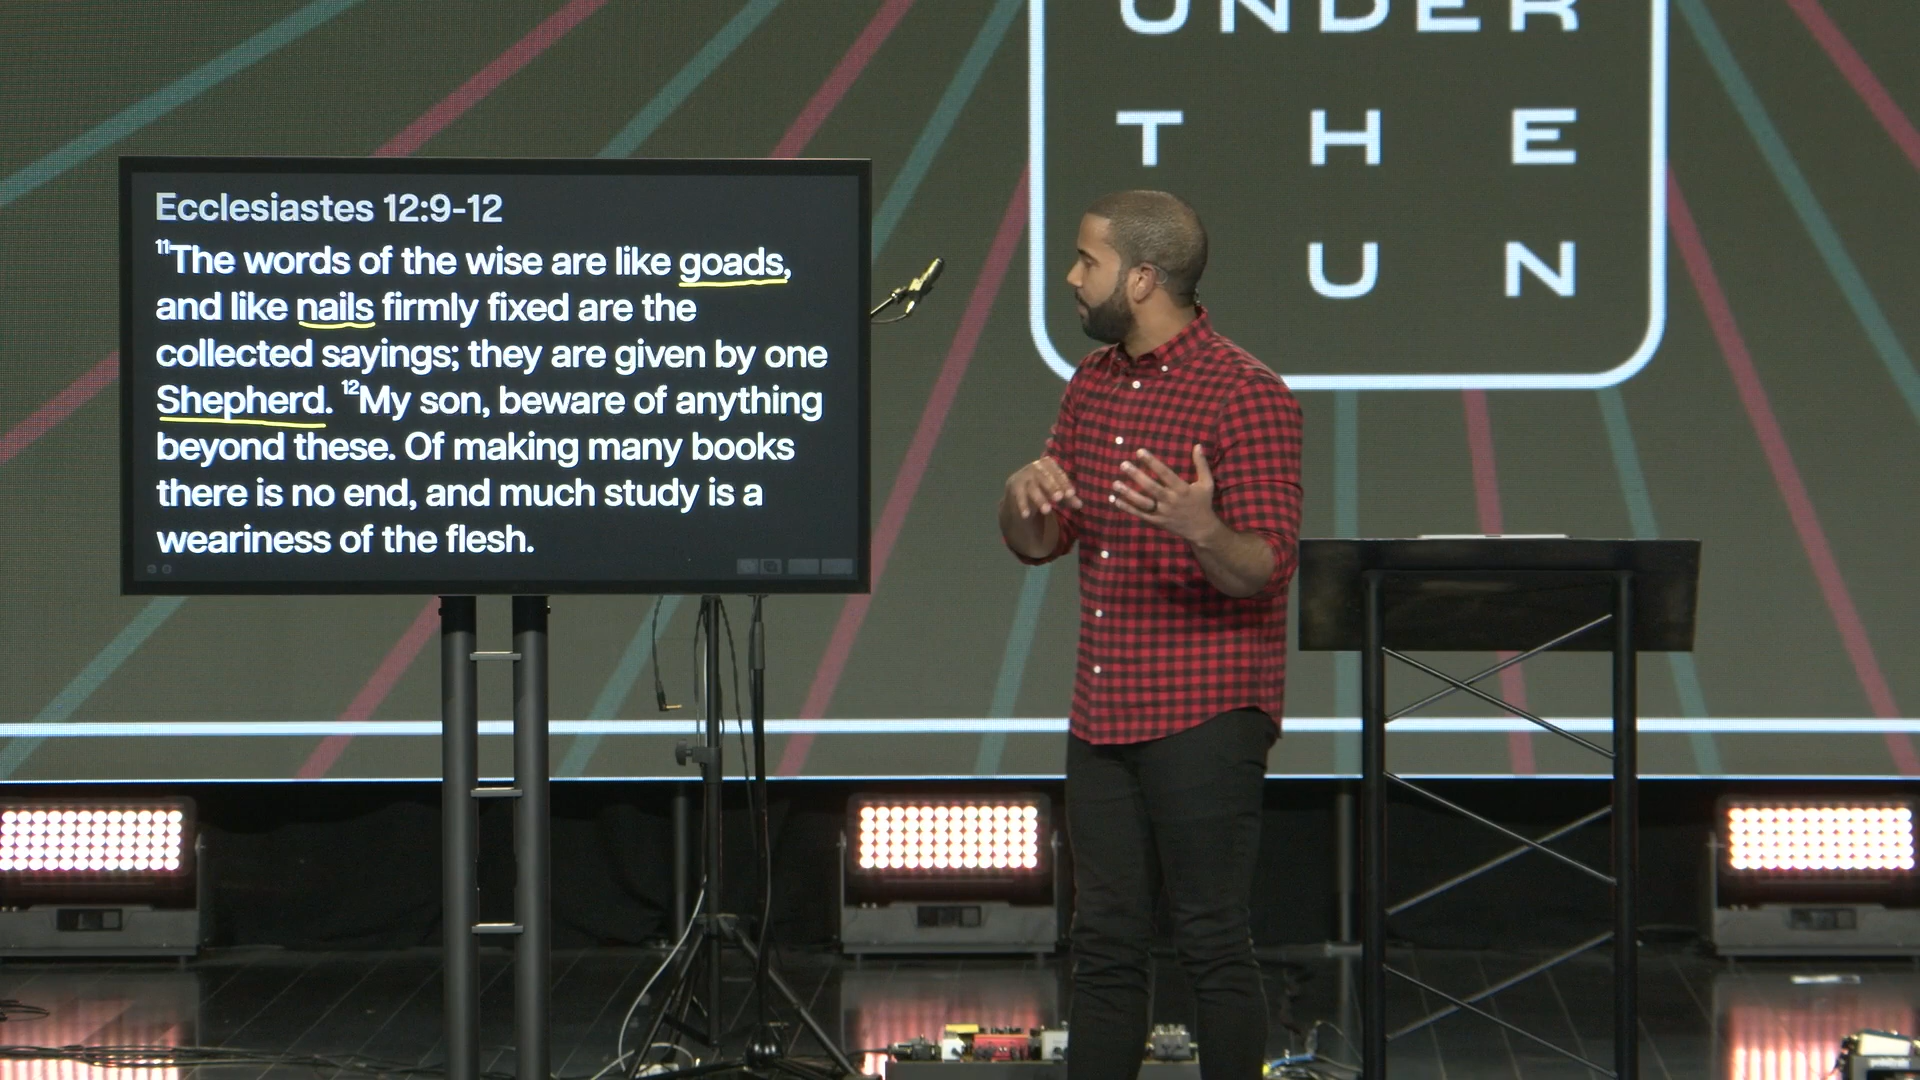 UNDER
THE
UN
Ecclesiastes 12:9-12
¹¹The words of the wise are like goads,
and like nails firmly fixed are the
collected sayings; they are given by one
Shepherd. ¹²My son, beware of anything
beyond these. Of making many books
there is no end, and much study is a
weariness of the flesh.